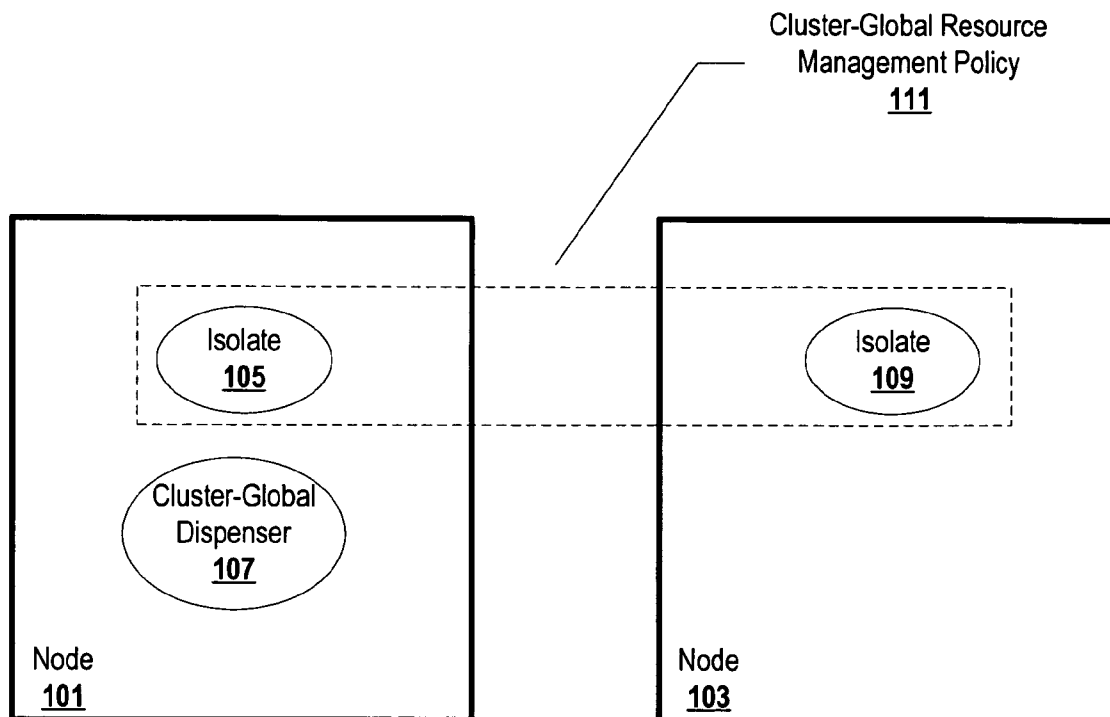 Cluster-Global Resource
Management Policy
111
Isolate
105
Isolate
109
Cluster-Global
Dispenser
107
Node
101
Node
103